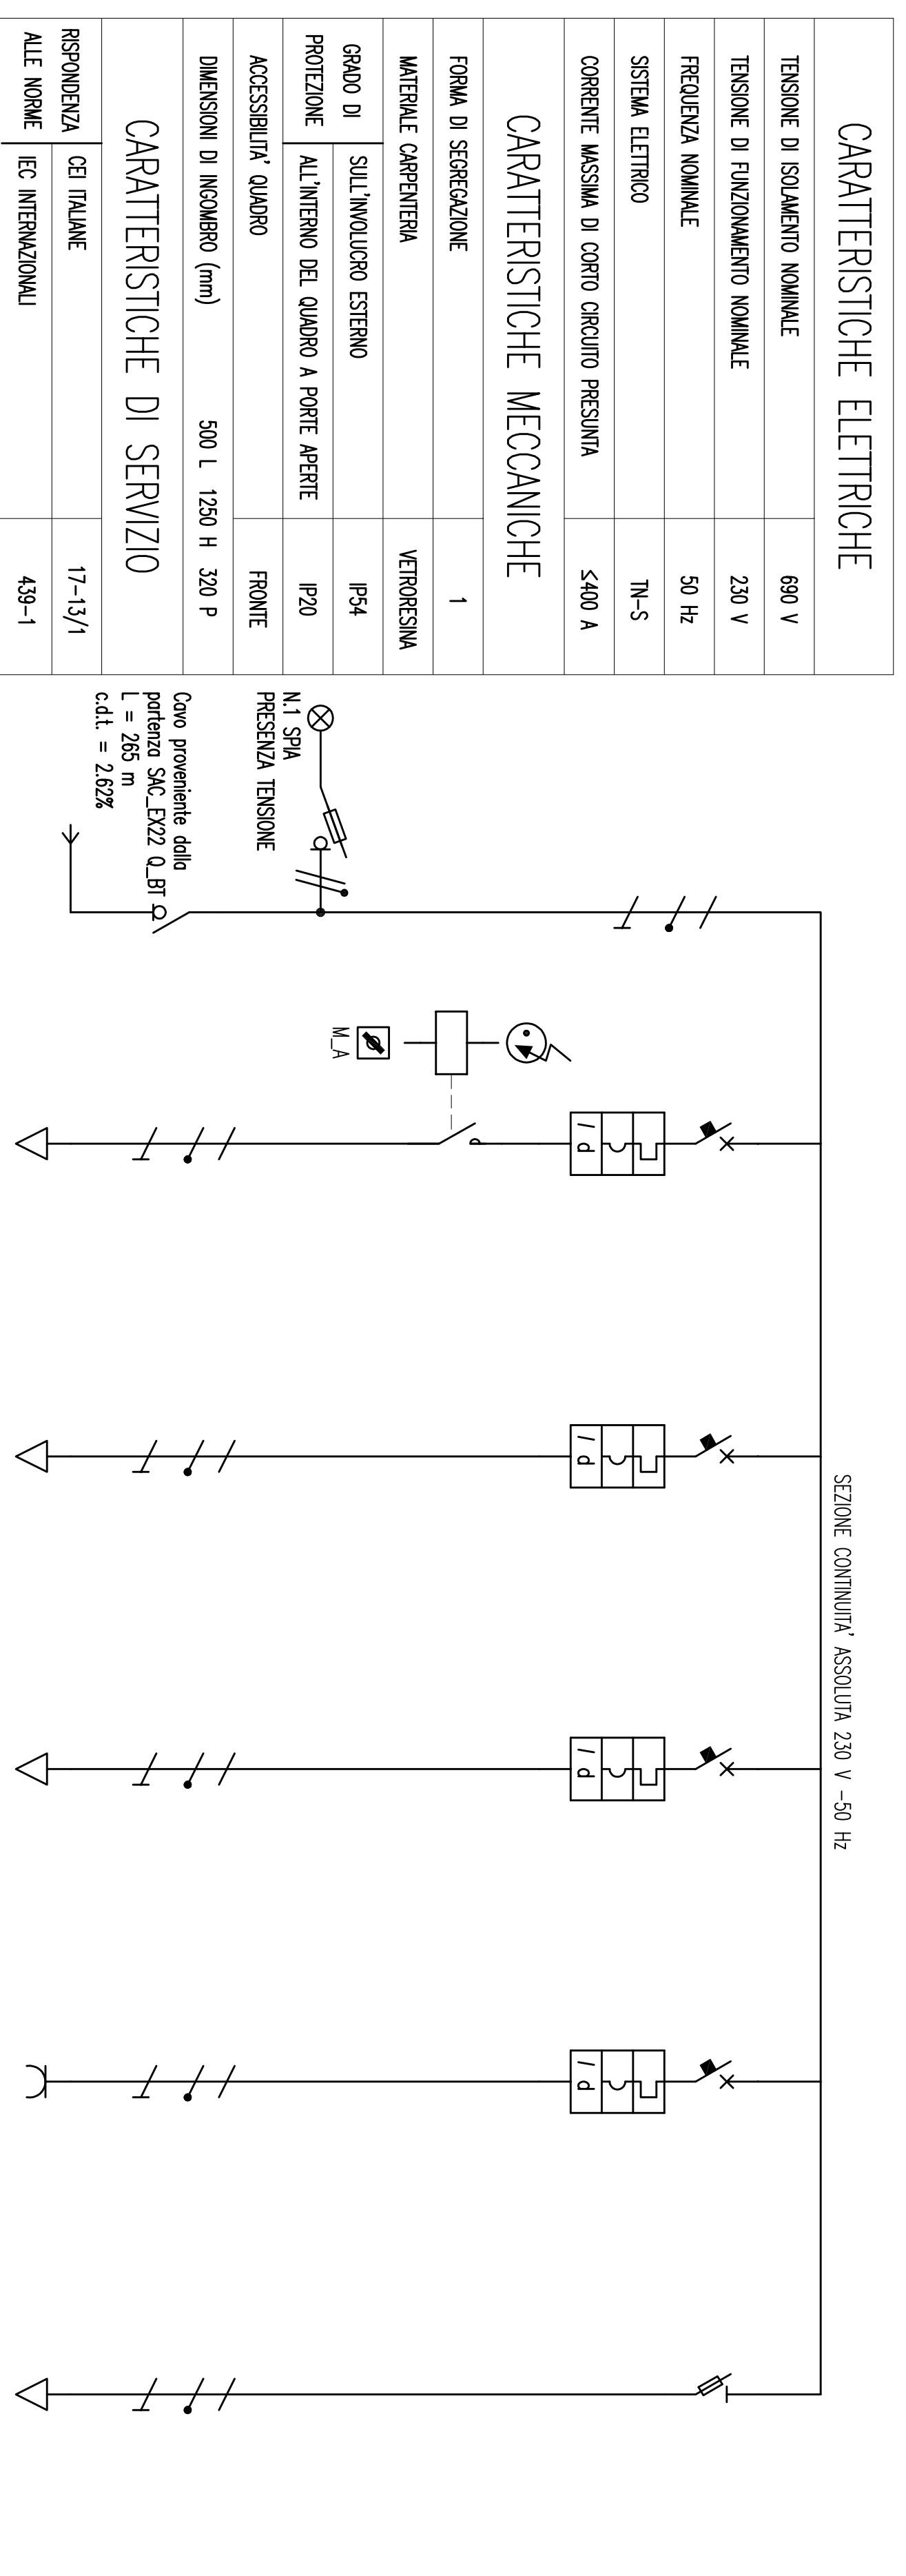 CARATTERISTICHE ELETTRICHE
TENSIONE DI ISOLAMENTO NOMINALE 690 V
TENSIONE DI FUNZIONAMENTO NOMINALE 230 V
FREQUENZA NOMINALE 50 Hz
SISTEMA ELETTRICO TN-S
CORRENTE MASSIMA DI CORTO CIRCUITO PRESUNTA ≤400 A
CARATTERISTICHE MECCANICHE
FORMA DI SEGREGAZIONE 1
MATERIALE CARPENTERIA VETRORESINA
GRADO DI
PROTEZIONE
SULL'INVOLUCRO ESTERNO IP54
ALL'INTERNO DEL QUADRO A PORTE APERTE IP20
ACCESSIBILITA' QUADRO FRONTE
DIMENSIONI DI INGOMBRO (mm) 500 L 1250 H 320 P
CARATTERISTICHE DI SERVIZIO
RISPONDENZA
ALLE NORME
CEI ITALIANE 17-13/1
IEC INTERNAZIONALI 439-1
N.1 SPIA
PRESENZA TENSIONE
Cavo proveniente dalla
partenza SAC_EX22 Q_BT
L = 265 m
c.d.t. = 2.62%
M_A
SEZIONE CONTINUITA' ASSOLUTA 230 V -50 Hz
I d
I d
I d
I d